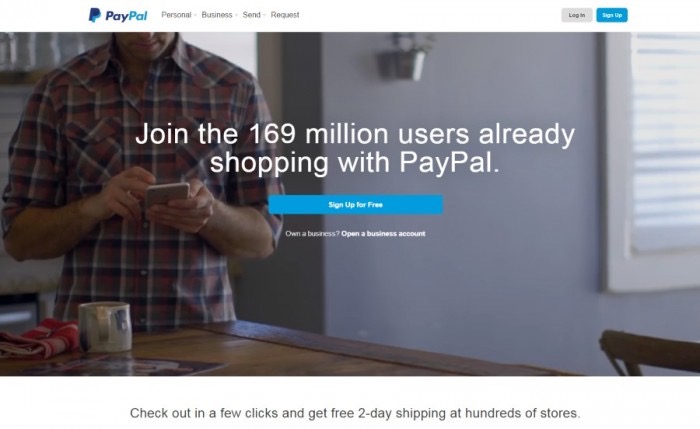 PayPal Personal Business Send Request Log In Sign Up
Join the 169 million users already
shopping with PayPal.
Sign Up for Free
Own a business? Open a business account
Check out in a few clicks and get free 2-day shipping at hundreds of stores.